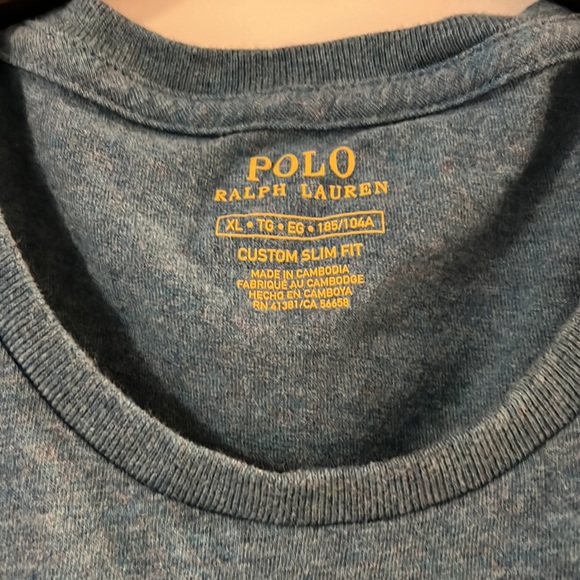 POLO
RALPH LAUREN
XL • TG • EG • 185/104A
CUSTOM SLIM FIT
MADE IN CAMBODIA
FABRIQUÉ AU CAMBODGE
HECHO EN CAMBOYA
RN 41381/CA 56658